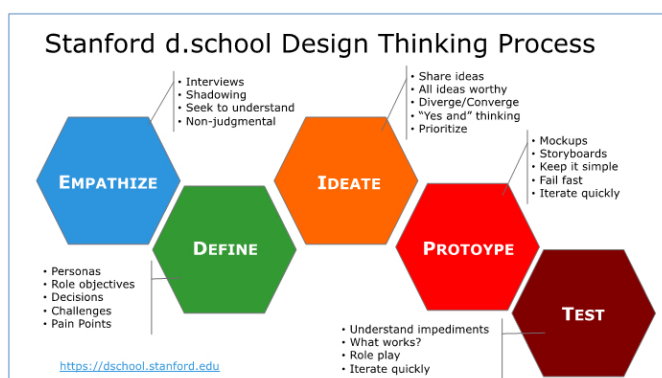 Stanford d.school Design Thinking Process
• Interviews
• Shadowing
• Seek to understand
• Non-judgmental
• Share ideas
• All ideas worthy
• Diverge/Converge
• “Yes and” thinking
• Prioritize
• Mockups
• Storyboards
• Keep it simple
• Fail fast
• Iterate quickly
EMPATHIZE
DEFINE
IDEATE
PROTOYPE
TEST
• Personas
• Role objectives
• Decisions
• Challenges
• Pain Points
• Understand impediments
• What works?
• Role play
• Iterate quickly
https://dschool.stanford.edu